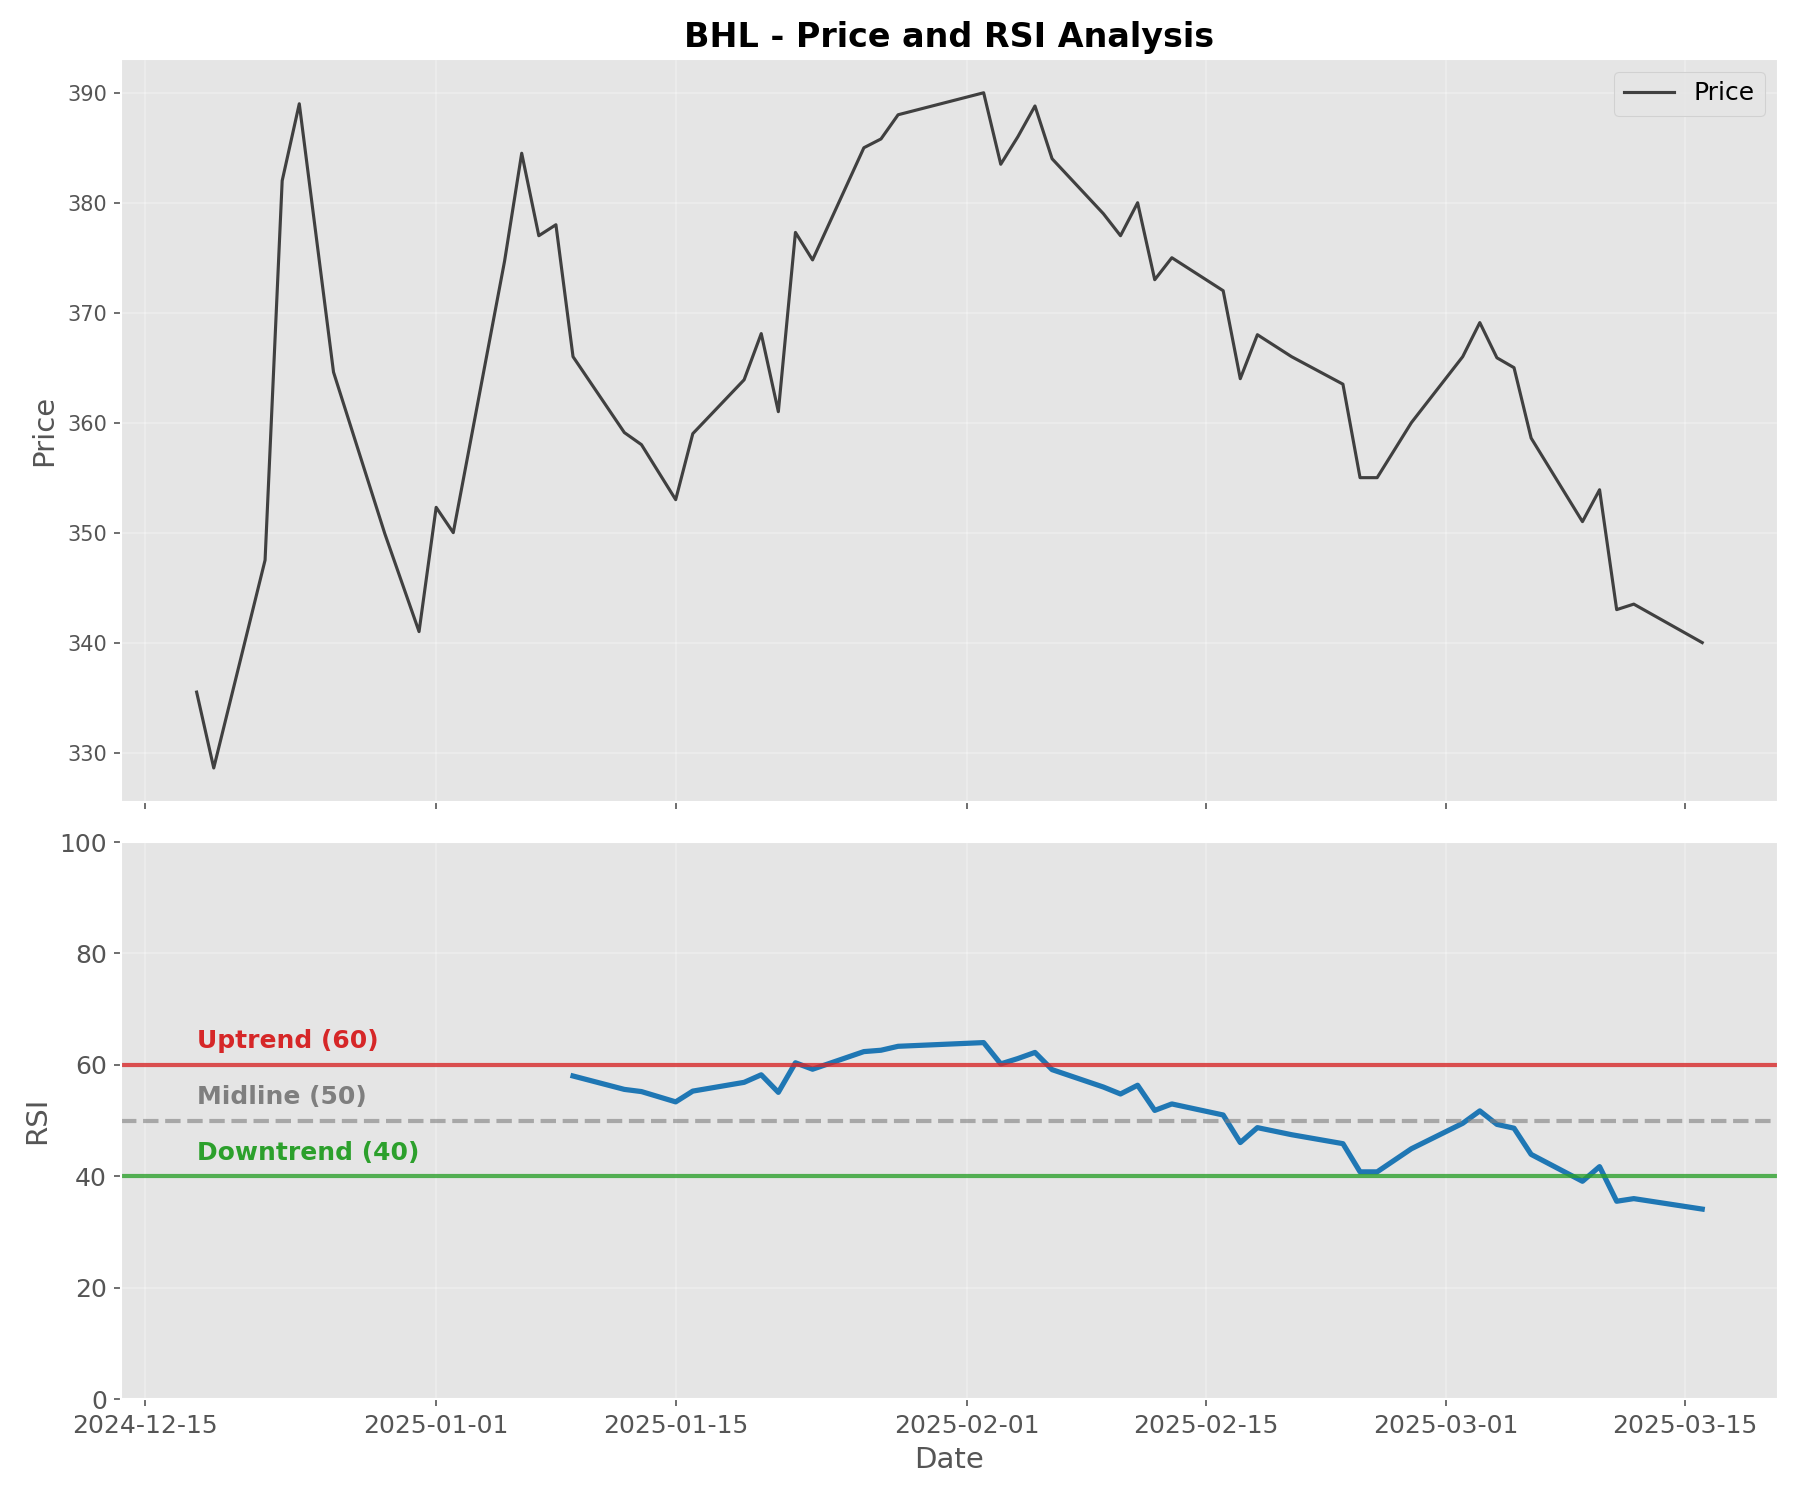 BHL - Price and RSI Analysis
Price
390
380
370
360
350
340
330
Price
100
80
60
40
20
0
RSI
Uptrend (60)
Midline (50)
Downtrend (40)
2024-12-15
2025-01-01
2025-01-15
2025-02-01
2025-02-15
2025-03-01
2025-03-15
Date